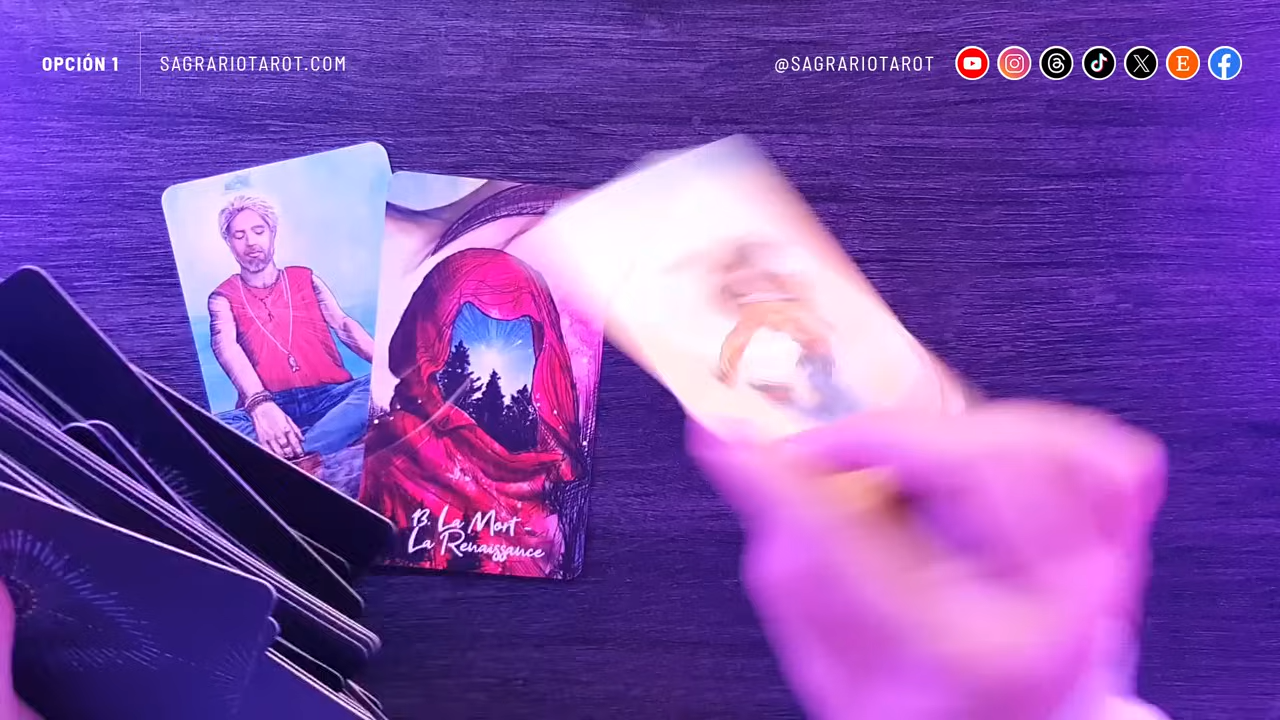 OPCIÓN 1
SAGRARIOTAROT.COM
@SAGRARIOTAROT
13. La Mort -
La Renaissance